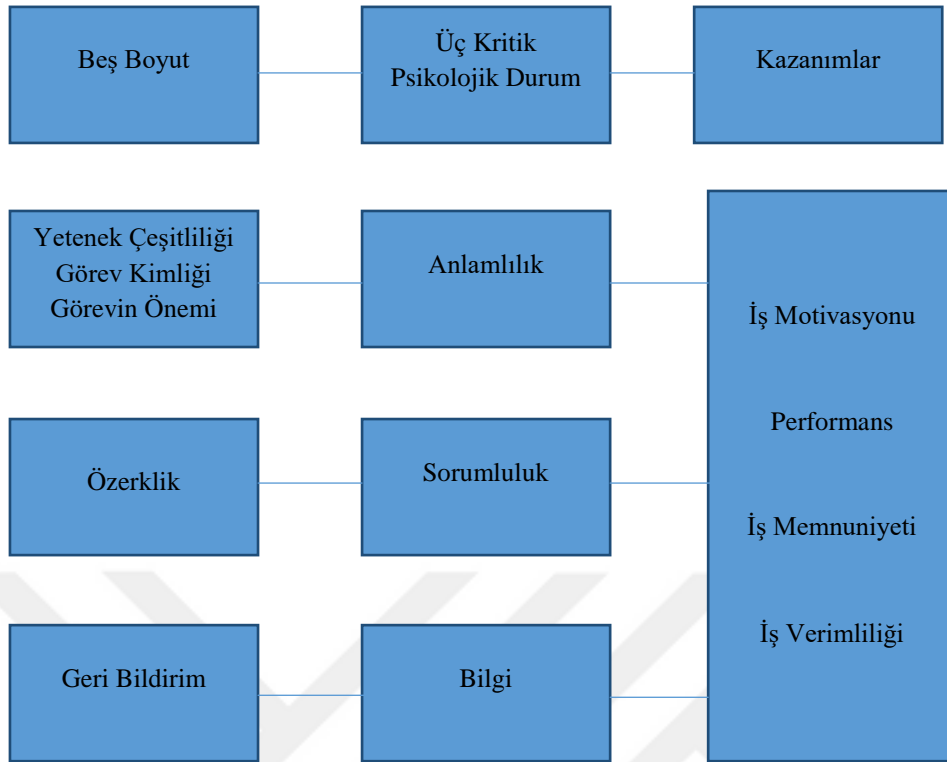 Beş Boyut
Üç Kritik
Psikolojik Durum
Kazanımlar
Yetenek Çeşitliliği
Görev Kimliği
Görevin Önemi
Anlamlılık
Özerklik
Sorumluluk
Geri Bildirim
Bilgi
İş Motivasyonu
Performans
İş Memnuniyeti
İş Verimliliği